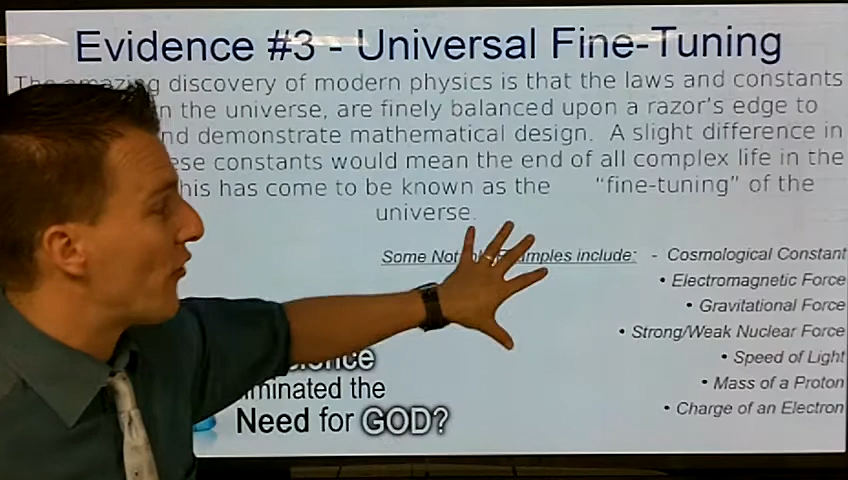 Evidence #3 - Universal Fine-Tuning
The amazing discovery of modern physics is that the laws and constants
n the universe, are finely balanced upon a razor's edge to
nd demonstrate mathematical design. A slight difference in
ese constants would mean the end of all complex life in the
his has come to be known as the "fine-tuning" of the
universe.
Some Not mples include: - Cosmological Constant
• Electromagnetic Force
• Gravitational Force
• Strong/Weak Nuclear Force
• Speed of Light
• Mass of a Proton
• Charge of an Electron
minated the
Need for GOD?